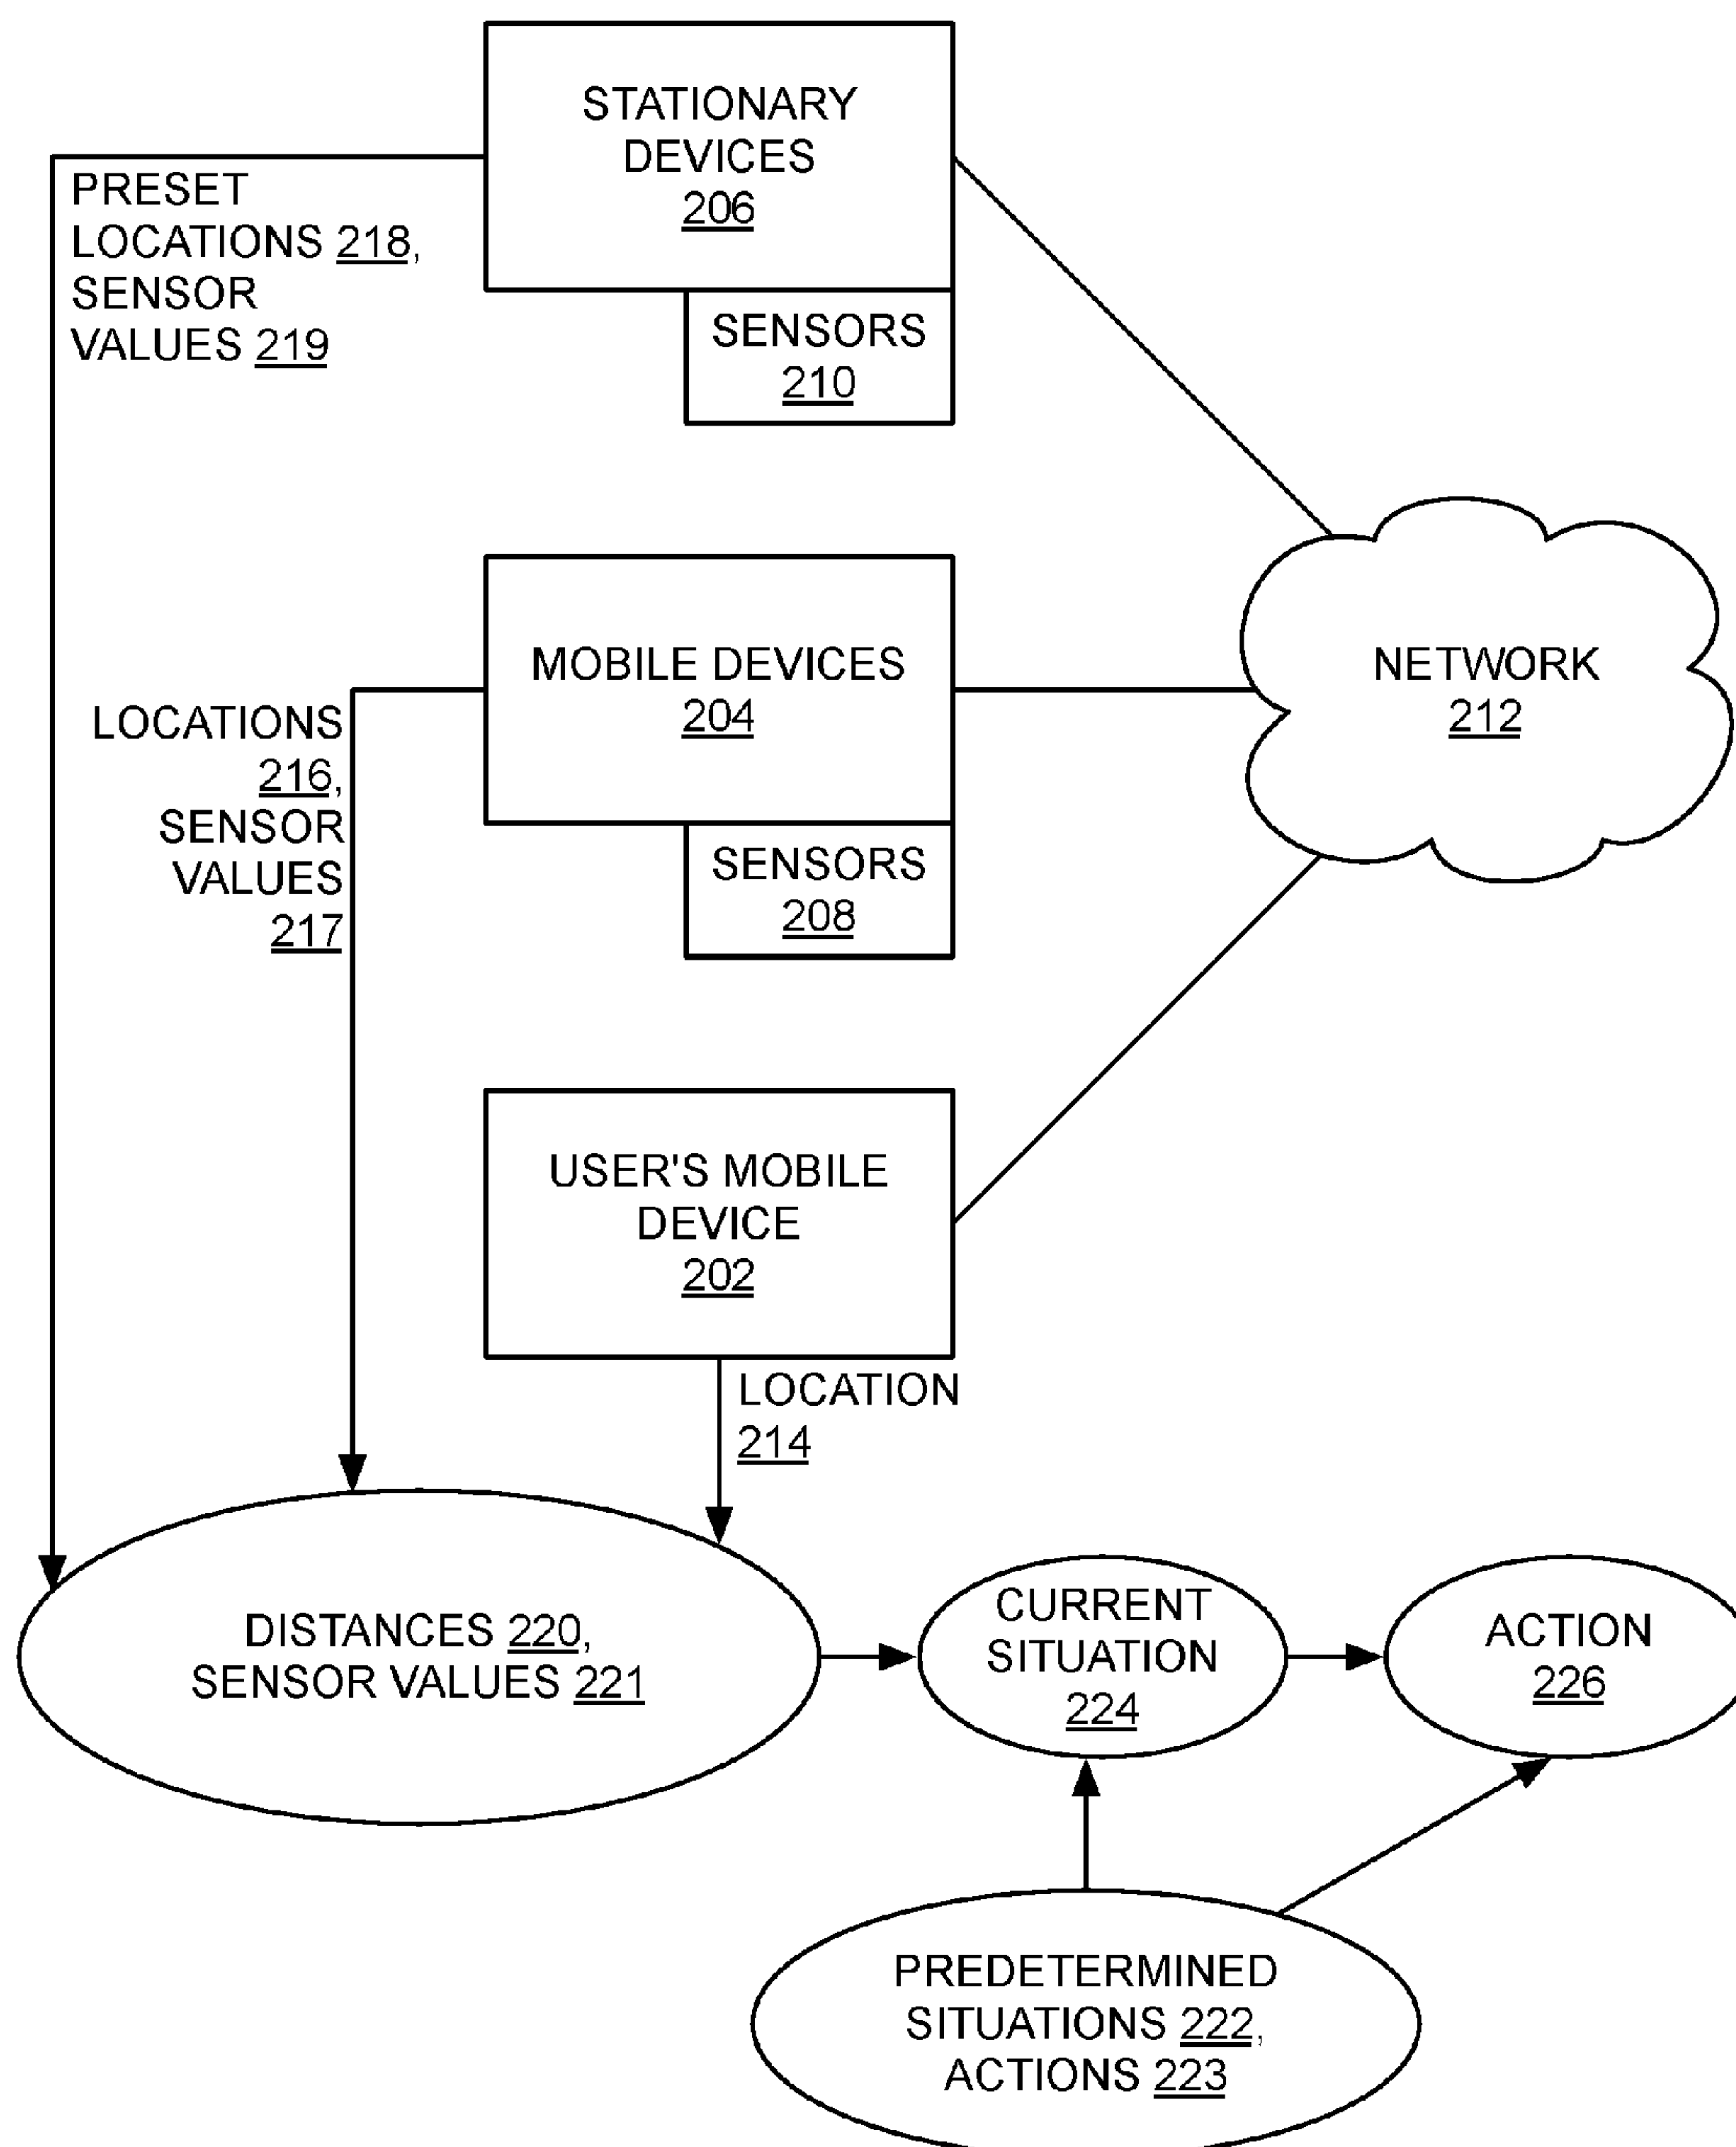 STATIONARY
DEVICES
206
PRESET
LOCATIONS 218,
SENSOR
VALUES 219
SENSORS
210
MOBILE DEVICES
204
NETWORK
212
LOCATIONS
216,
SENSOR
VALUES
217
SENSORS
208
USER'S MOBILE
DEVICE
202
LOCATION
214
DISTANCES 220,
SENSOR VALUES 221
CURRENT
SITUATION
224
ACTION
226
PREDETERMINED
SITUATIONS 222,
ACTIONS 223